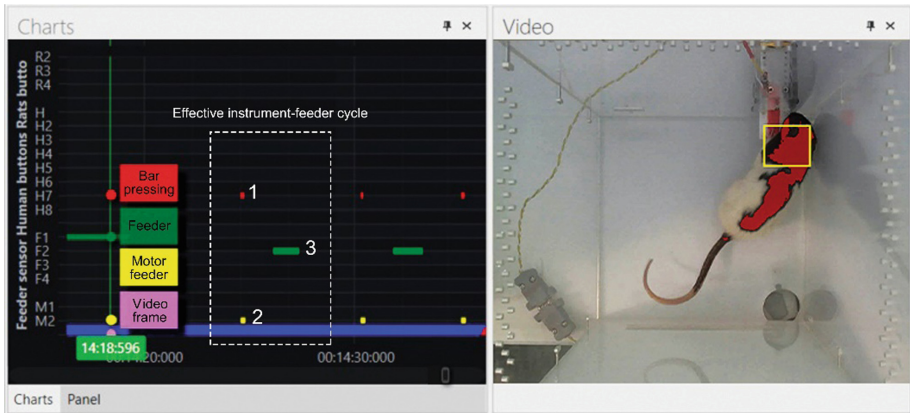 Charts
Feeder sensor Human buttons Rats butto
R2
R3
R4
H
H2
H3
H4
H5
H6
H7
H8
F1
F2
F3
F4
M1
M2
Effective instrument-feeder cycle
Bar
pressing
Feeder
Motor
feeder
Video
frame
1
3
2
14:18:596
20:000
00:14:30:000
Charts Panel
Video